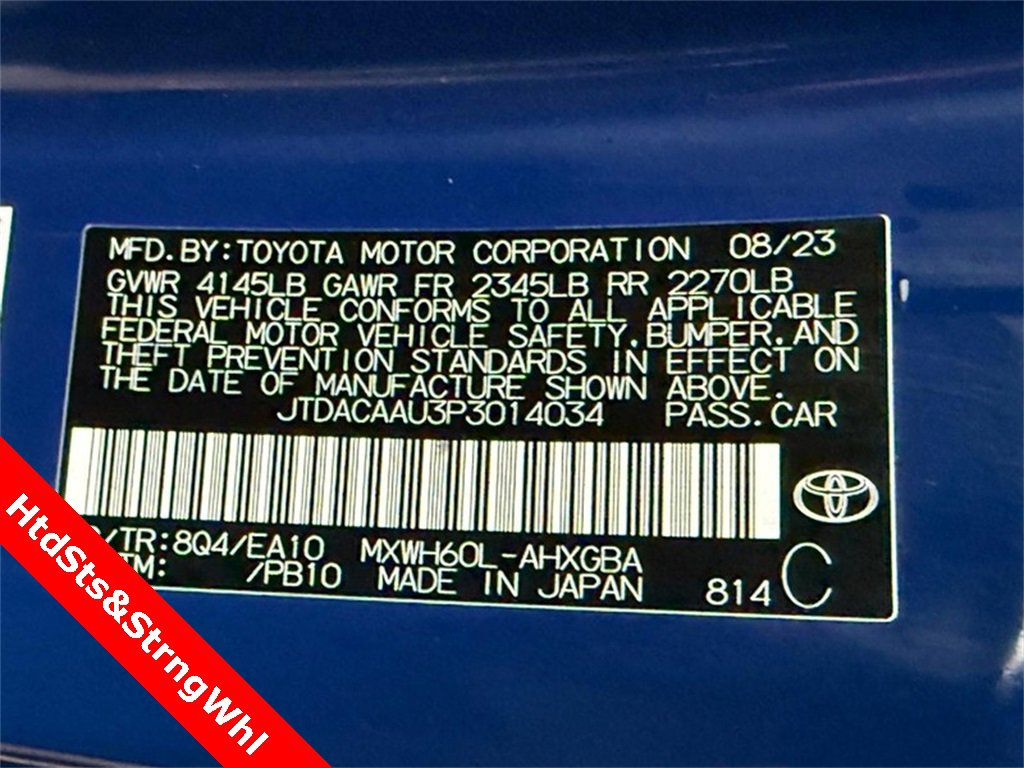 MFD.BY:TOYOTA MOTOR CORPORATION 08/23
GVWR 4145LB GAWR FR 2345LB RR 2270LB
THIS VEHICLE CONFORMS TO ALL APPLICABLE
FEDERAL MOTOR VEHICLE SAFETY,BUMPER,AND
THEFT PREVENTION STANDARDS IN EFFECT ON
THE DATE OF MANUFACTURE SHOWN ABOVE.
JTDACAAU3P3014034 PASS.CAR
/TR:8Q4/EA10 MXWH60L-AHXGBA
/PB10 MADE IN JAPAN 814 C
HtdSts&StrngWhl